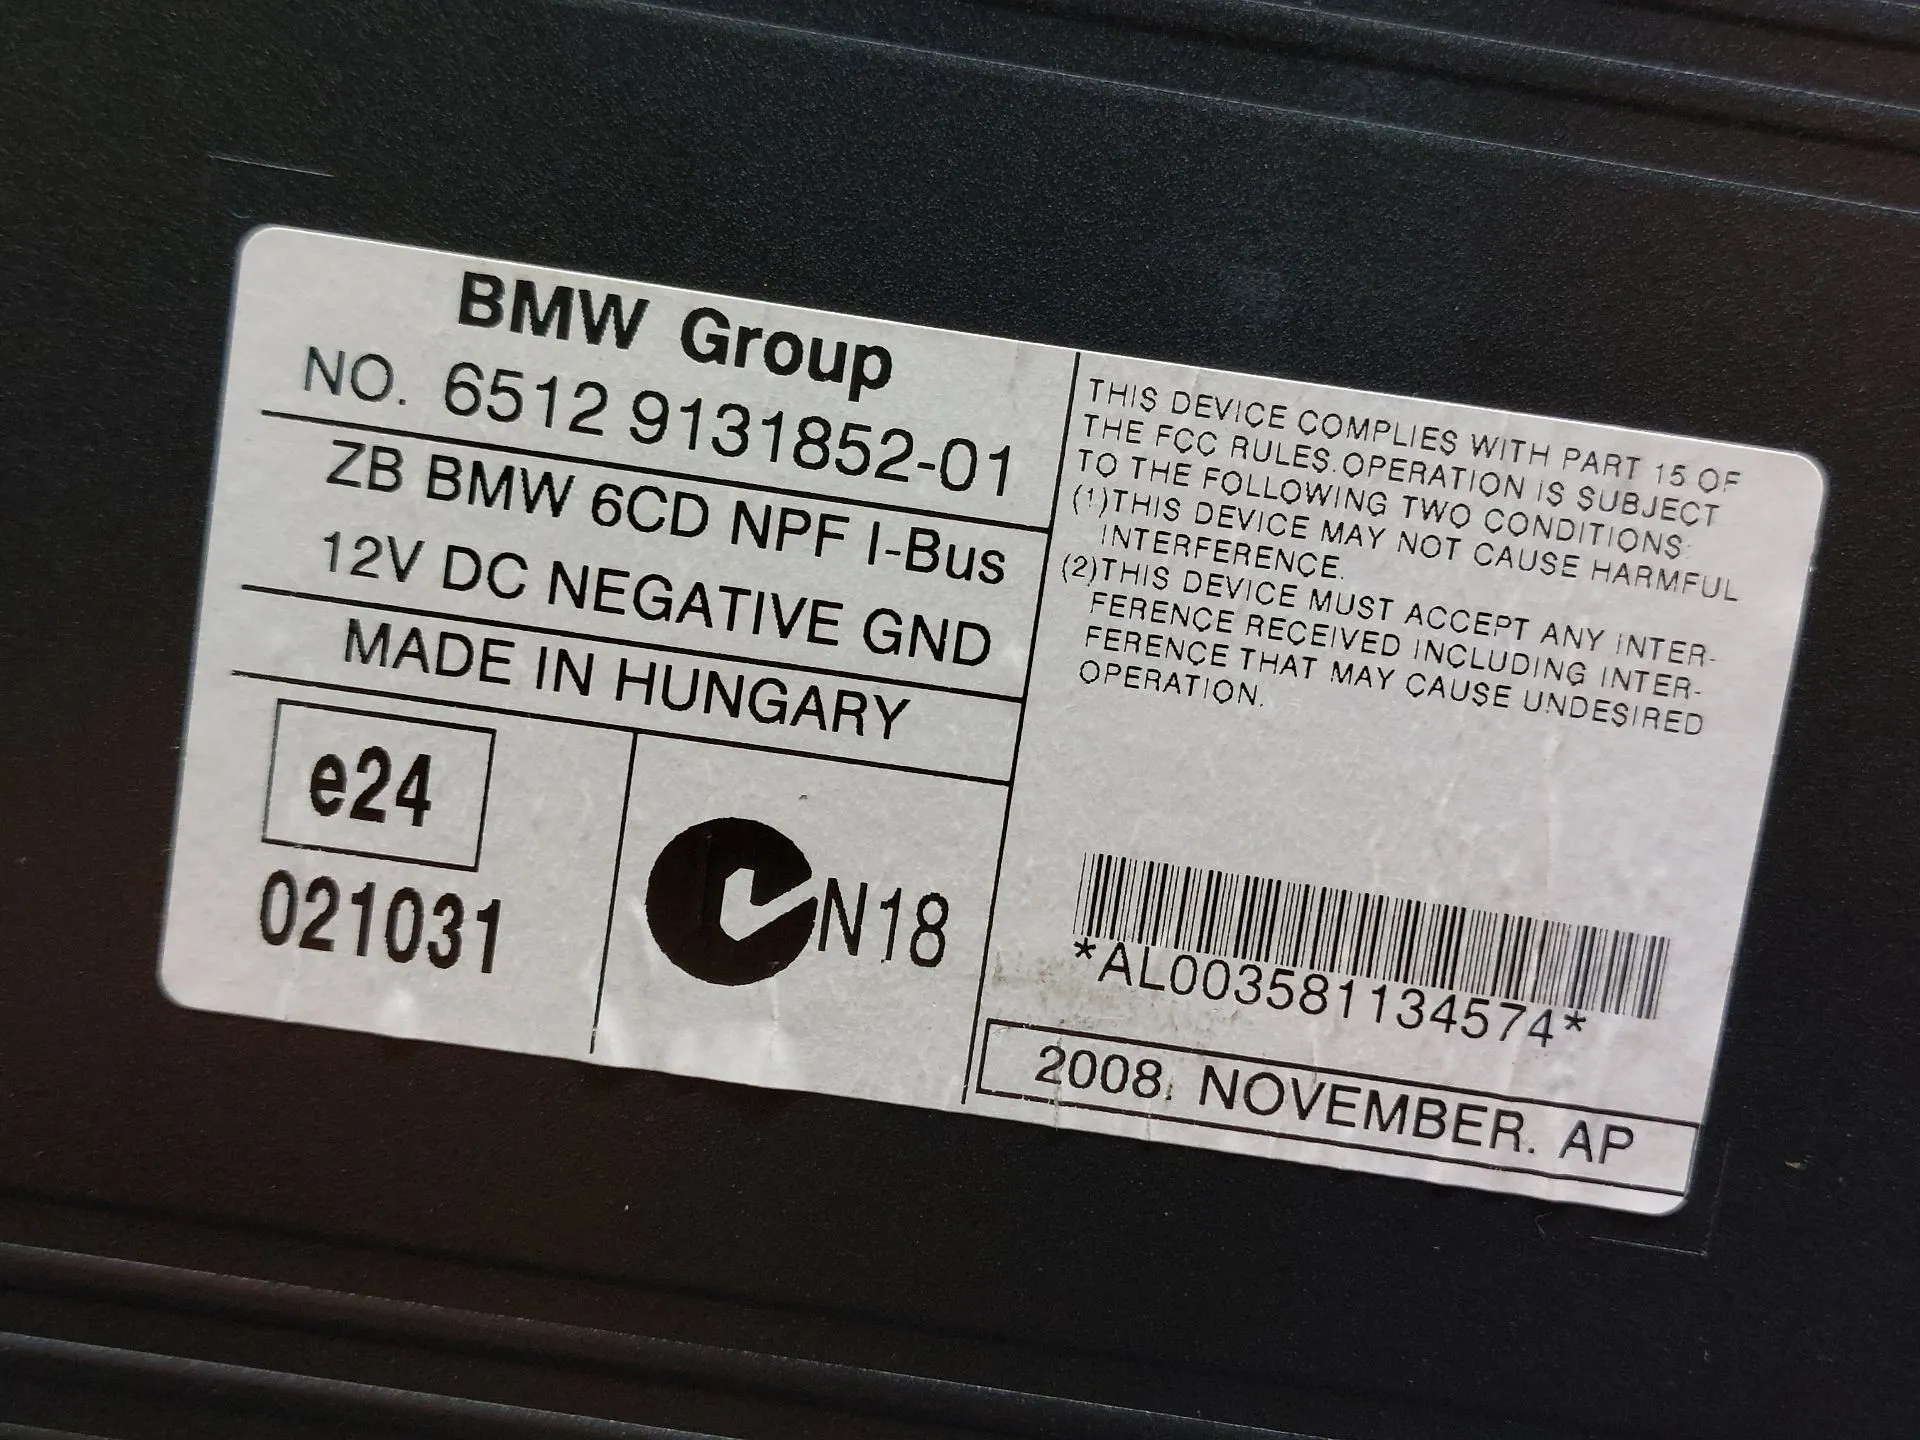 BMW Group
NO. 6512 9131852-01
ZB BMW 6CD NPF I-Bus
12V DC NEGATIVE GND
MADE IN HUNGARY
e24
021031
N18
THIS DEVICE COMPLIES WITH PART 15 OF
THE FCC RULES.OPERATION IS SUBJECT
TO THE FOLLOWING TWO CONDITIONS:
(1)THIS DEVICE MAY NOT CAUSE HARMFUL
INTERFERENCE.
(2)THIS DEVICE MUST ACCEPT ANY INTER-
FERENCE RECEIVED INCLUDING INTER-
FERENCE THAT MAY CAUSE UNDESIRED
OPERATION.
*AL003581134574*
2008. NOVEMBER. AP